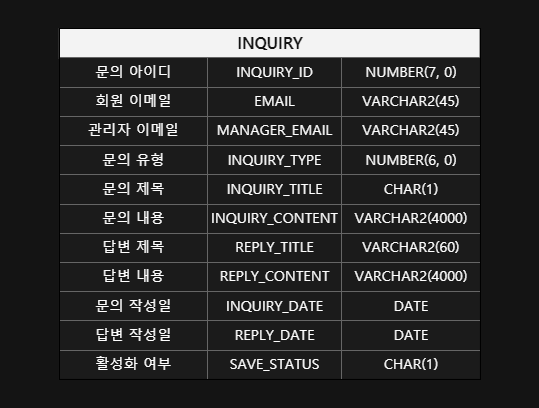 INQUIRY
문의 아이디 INQUIRY_ID NUMBER(7, 0)
회원 이메일 EMAIL VARCHAR2(45)
관리자 이메일 MANAGER_EMAIL VARCHAR2(45)
문의 유형 INQUIRY_TYPE NUMBER(6, 0)
문의 제목 INQUIRY_TITLE CHAR(1)
문의 내용 INQUIRY_CONTENT VARCHAR2(4000)
답변 제목 REPLY_TITLE VARCHAR2(60)
답변 내용 REPLY_CONTENT VARCHAR2(4000)
문의 작성일 INQUIRY_DATE DATE
답변 작성일 REPLY_DATE DATE
활성화 여부 SAVE_STATUS CHAR(1)